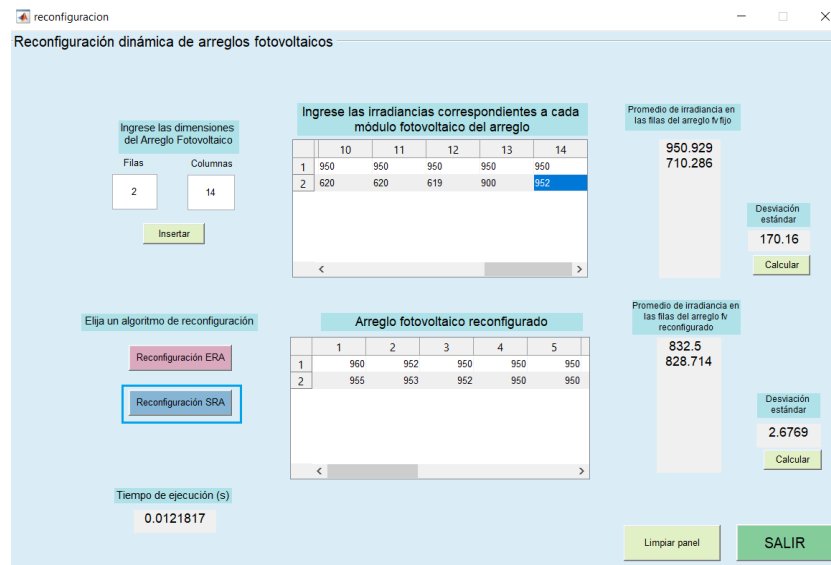 reconfiguracion
Reconfiguración dinámica de arreglos fotovoltaicos
Ingrese las dimensiones
del Arreglo Fotovoltaico
Filas Columnas
2 14
Insertar
Ingrese las irradiancias correspondientes a cada
módulo fotovoltaico del arreglo
10 11 12 13 14
1 950 950 950 950 950
2 620 620 619 900 952
Promedio de irradiancia en
las filas del arreglo fv fijo
950.929
710.286
Desviación
estándar
170.16
Calcular
Elija un algoritmo de reconfiguración
Reconfiguración ERA
Reconfiguración SRA
Tiempo de ejecución (s)
0.0121817
Arreglo fotovoltaico reconfigurado
1 2 3 4 5
1 960 952 950 950 950
2 955 953 952 950 950
Promedio de irradiancia en
las filas del arreglo fv
reconfigurado
832.5
828.714
Desviación
estándar
2.6769
Calcular
Limpiar panel
SALIR